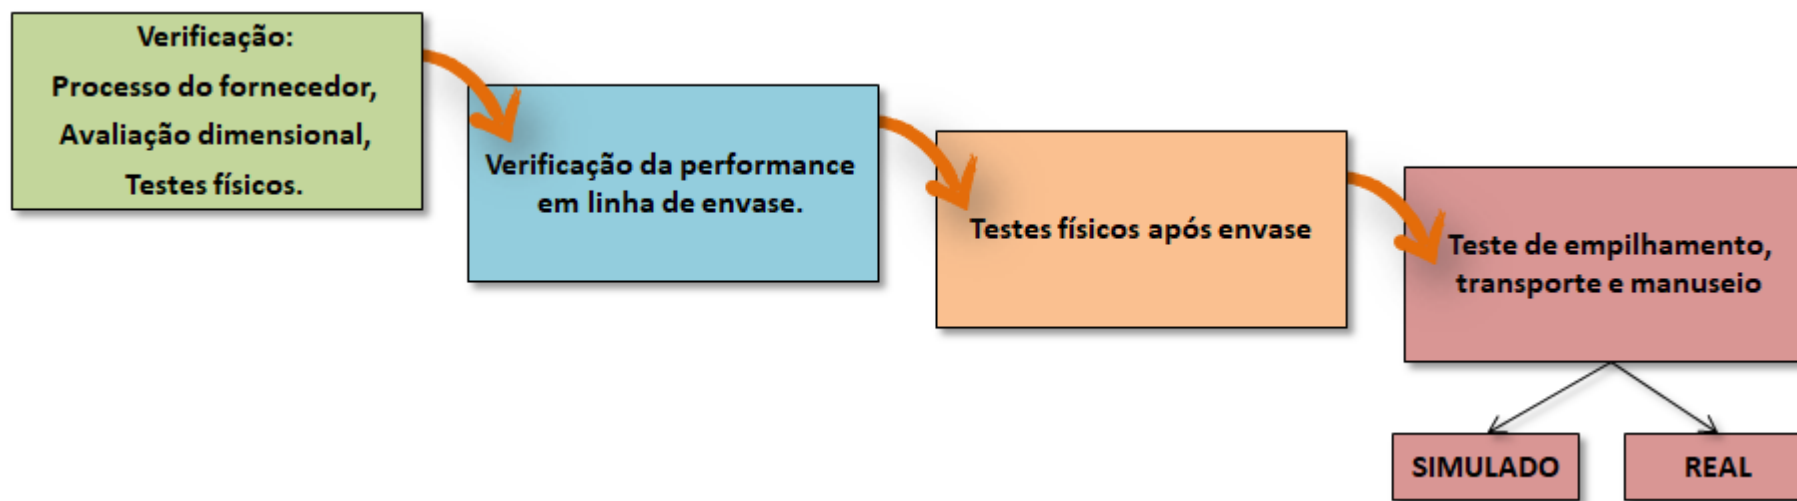 Verificação:
Processo do fornecedor,
Avaliação dimensional,
Testes físicos.
Verificação da performance
em linha de envase.
Testes físicos após envase
Teste de empilhamento,
transporte e manuseio
SIMULADO
REAL